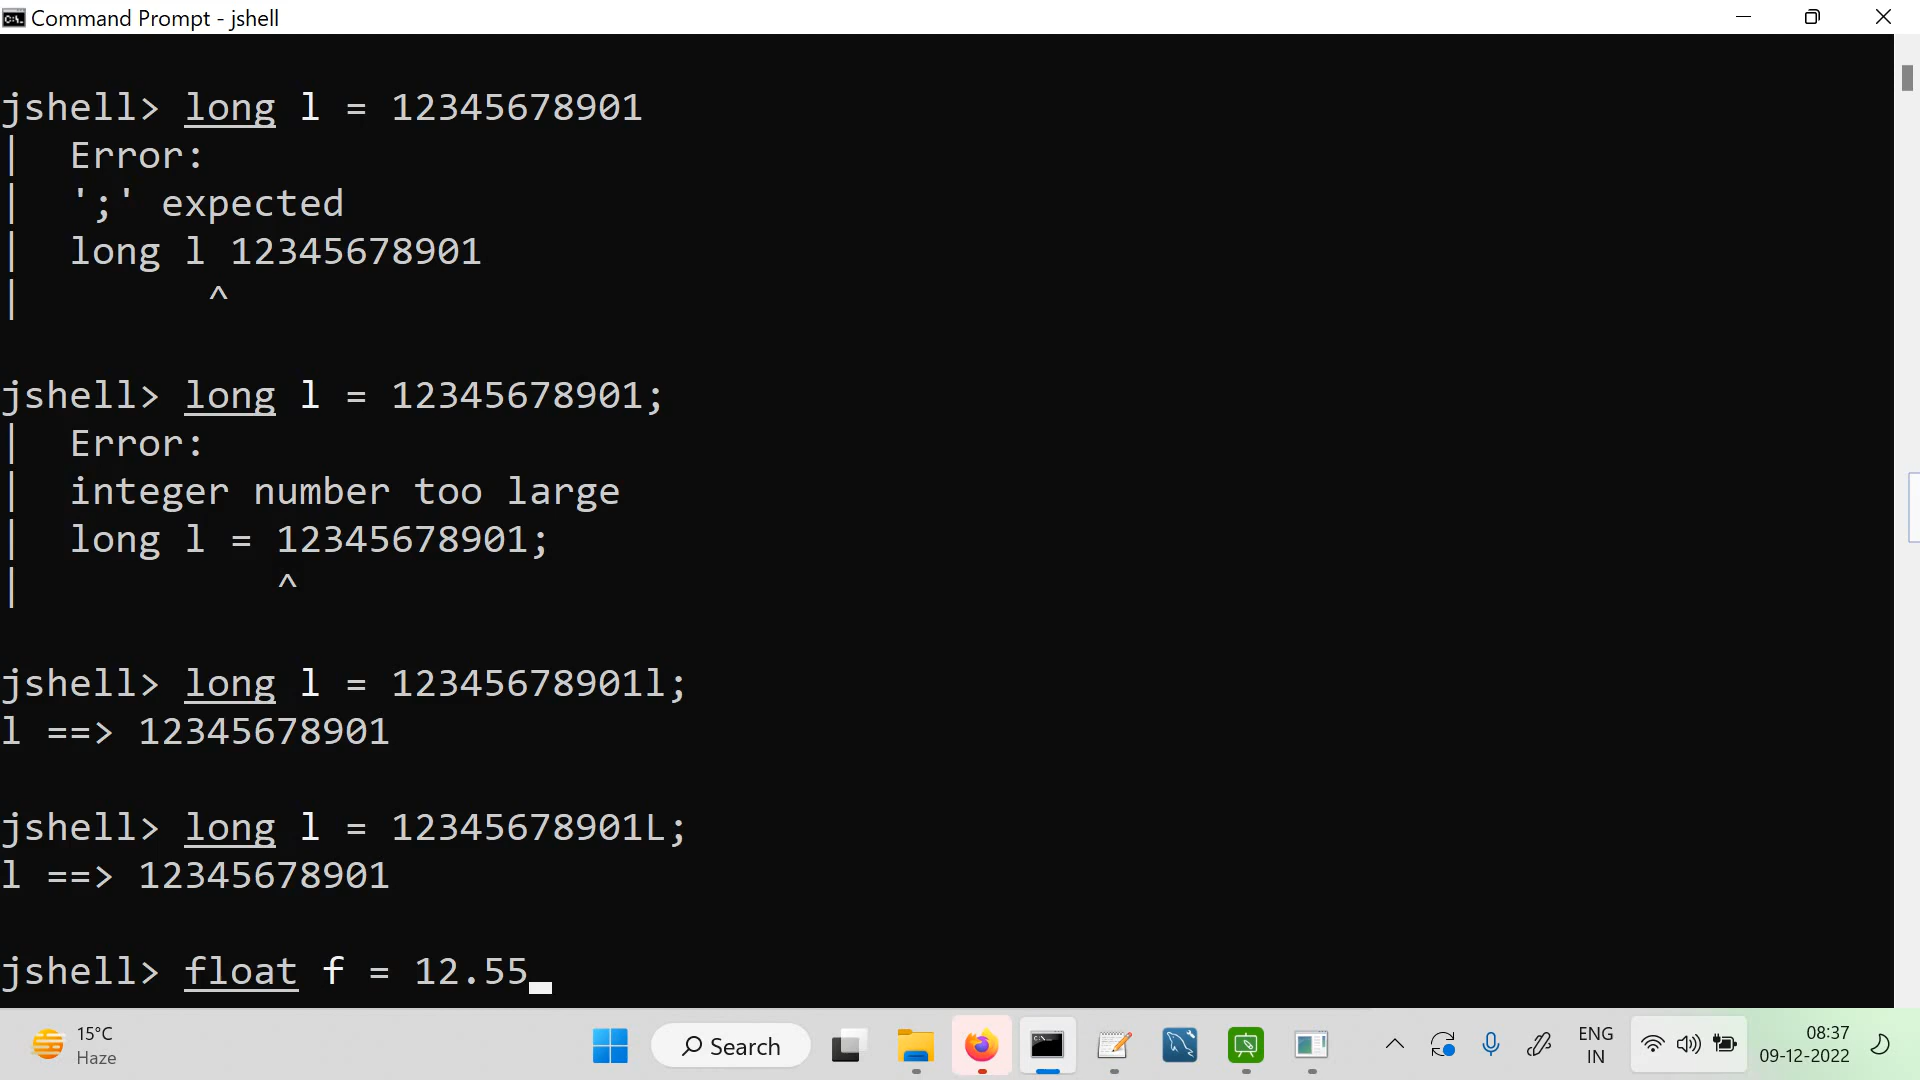 Command Prompt - jshell
jshell> long l = 12345678901
|  Error:
|  ';' expected
|  long l 12345678901
|        ^
jshell> long l = 12345678901;
|  Error:
|  integer number too large
|  long l = 12345678901;
|           ^
jshell> long l = 12345678901l;
l ==> 12345678901
jshell> long l = 12345678901L;
l ==> 12345678901
jshell> float f = 12.55_
15°C
Haze
Search
ENG
IN
08:37
09-12-2022